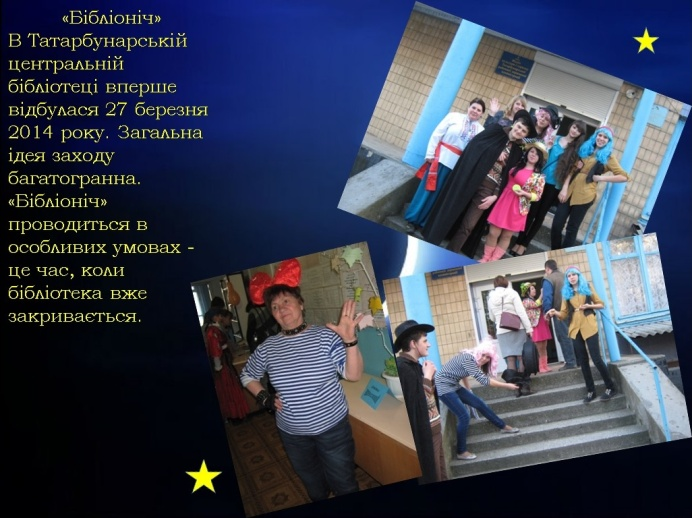 «Бібліоніч»
В Татарбунарській
центральній
бібліотеці вперше
відбулася 27 березня
2014 року. Загальна
ідея заходу
багатогранна.
«Бібліоніч»
проводиться в
особливих умовах -
це час, коли
бібліотека вже
закривається.